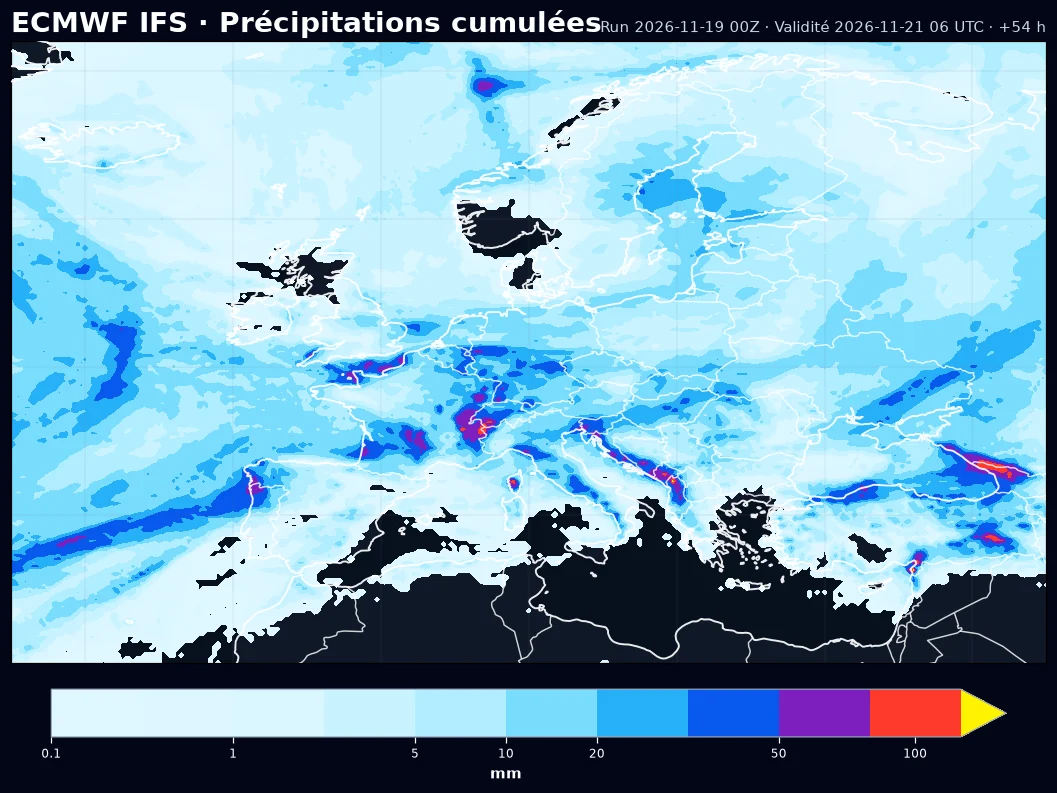 ECMWF IFS · Précipitations cumulées
Run 2026-11-19 00Z · Validité 2026-11-21 06 UTC · +54 h
0.1 1 5 10 20 50 100
mm